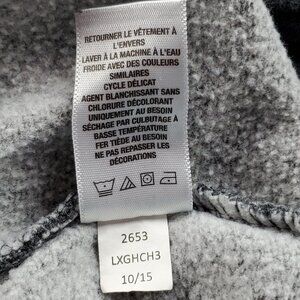 RETOURNER LE VÊTEMENT À
L'ENVERS
LAVER À LA MACHINE À L'EAU
FROIDE AVEC DES COULEURS
SIMILAIRES
CYCLE DÉLICAT
AGENT BLANCHISSANT SANS
CHLORURE DÉCOLORANT
UNIQUEMENT SI BESOIN
SÉCHAGE PAR CULBUTAGE À
BASSE TEMPÉRATURE
FER TIÈDE AU BESOIN
NE PAS REPASSER LES
DÉCORATIONS
2653
LXGHCH3
10/15